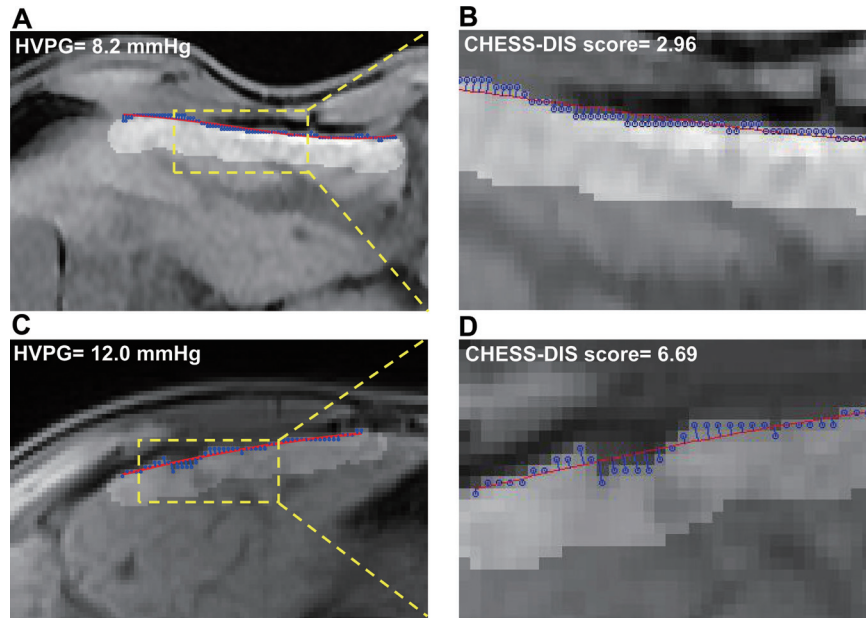 A
HVPG= 8.2 mmHg
B
CHESS-DIS score= 2.96
C
HVPG= 12.0 mmHg
D
CHESS-DIS score= 6.69